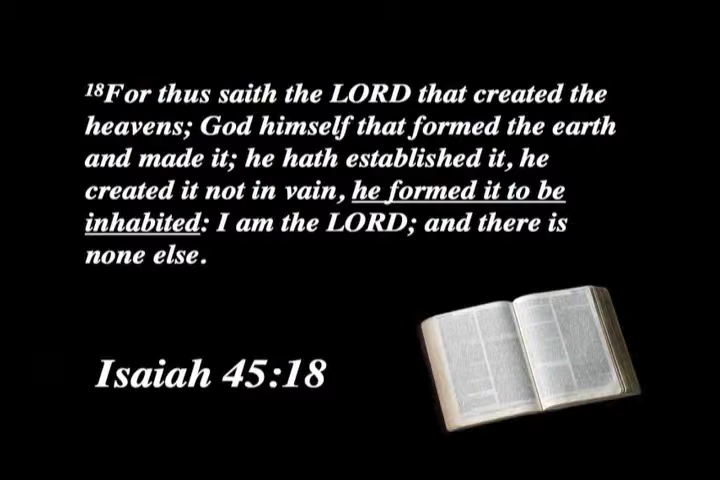 18For thus saith the LORD that created the
heavens; God himself that formed the earth
and made it; he hath established it, he
created it not in vain, he formed it to be
inhabited: I am the LORD; and there is
none else.
Isaiah 45:18